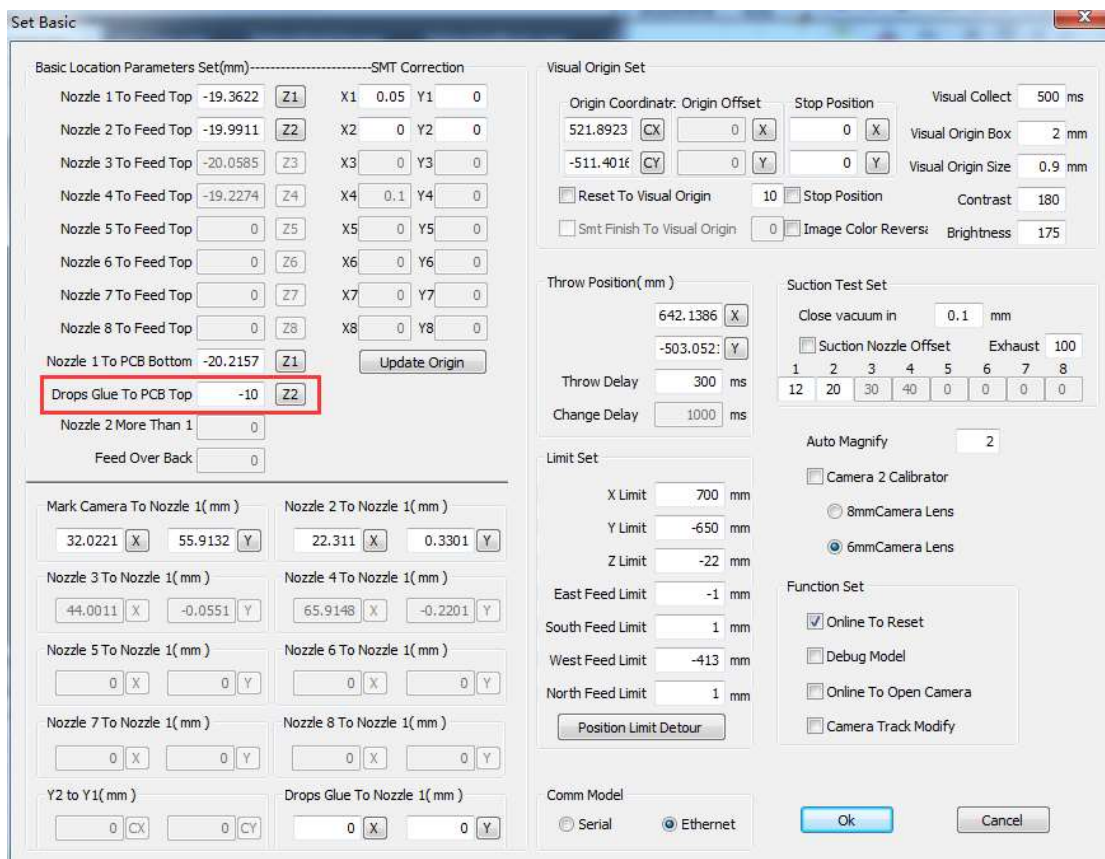 Set Basic
Basic Location Parameters Set(mm)-----------------------SMT Correction
Nozzle 1 To Feed Top -19.3622 Z1 X1 0.05 Y1 0
Nozzle 2 To Feed Top -19.9911 Z2 X2 0 Y2 0
Nozzle 3 To Feed Top -20.0585 Z3 X3 0 Y3 0
Nozzle 4 To Feed Top -19.2274 Z4 X4 0.1 Y4 0
Nozzle 5 To Feed Top 0 Z5 X5 0 Y5 0
Nozzle 6 To Feed Top 0 Z6 X6 0 Y6 0
Nozzle 7 To Feed Top 0 Z7 X7 0 Y7 0
Nozzle 8 To Feed Top 0 Z8 X8 0 Y8 0
Nozzle 1 To PCB Bottom -20.2157 Z1 Update Origin
Drops Glue To PCB Top -10 Z2
Nozzle 2 More Than 1 0
Feed Over Back 0
Mark Camera To Nozzle 1(mm) Nozzle 2 To Nozzle 1(mm)
32.0221 X 55.9132 Y 22.311 X 0.3301 Y
Nozzle 3 To Nozzle 1(mm) Nozzle 4 To Nozzle 1(mm)
44.0011 X -0.0551 Y 65.9148 X -0.2201 Y
Nozzle 5 To Nozzle 1(mm) Nozzle 6 To Nozzle 1(mm)
0 X 0 Y 0 X 0 Y
Nozzle 7 To Nozzle 1(mm) Nozzle 8 To Nozzle 1(mm)
0 X 0 Y 0 X 0 Y
Y2 to Y1(mm) Drops Glue To Nozzle 1(mm)
0 CX 0 CY 0 X 0 Y
Visual Origin Set
Origin Coordinatr. Origin Offset Stop Position Visual Collect 500 ms
521.8923 CX 0 X 0 X Visual Origin Box 2 mm
-511.4016 CY 0 Y 0 Y Visual Origin Size 0.9 mm
Reset To Visual Origin 10 Stop Position Contrast 180
Smt Finish To Visual Origin 0 Image Color Reversa Brightness 175
Throw Position(mm)
642.1386 X
-503.052: Y
Throw Delay 300 ms
Change Delay 1000 ms
Limit Set
X Limit 700 mm
Y Limit -650 mm
Z Limit -22 mm
East Feed Limit -1 mm
South Feed Limit 1 mm
West Feed Limit -413 mm
North Feed Limit 1 mm
Position Limit Detour
Comm Model
Serial Ethernet
Suction Test Set
Close vacuum in 0.1 mm
Suction Nozzle Offset Exhaust 100
1 2 3 4 5 6 7 8
12 20 30 40 0 0 0 0
Auto Magnify 2
Camera 2 Calibrator
8mmCamera Lens
6mmCamera Lens
Function Set
Online To Reset
Debug Model
Online To Open Camera
Camera Track Modify
Ok Cancel